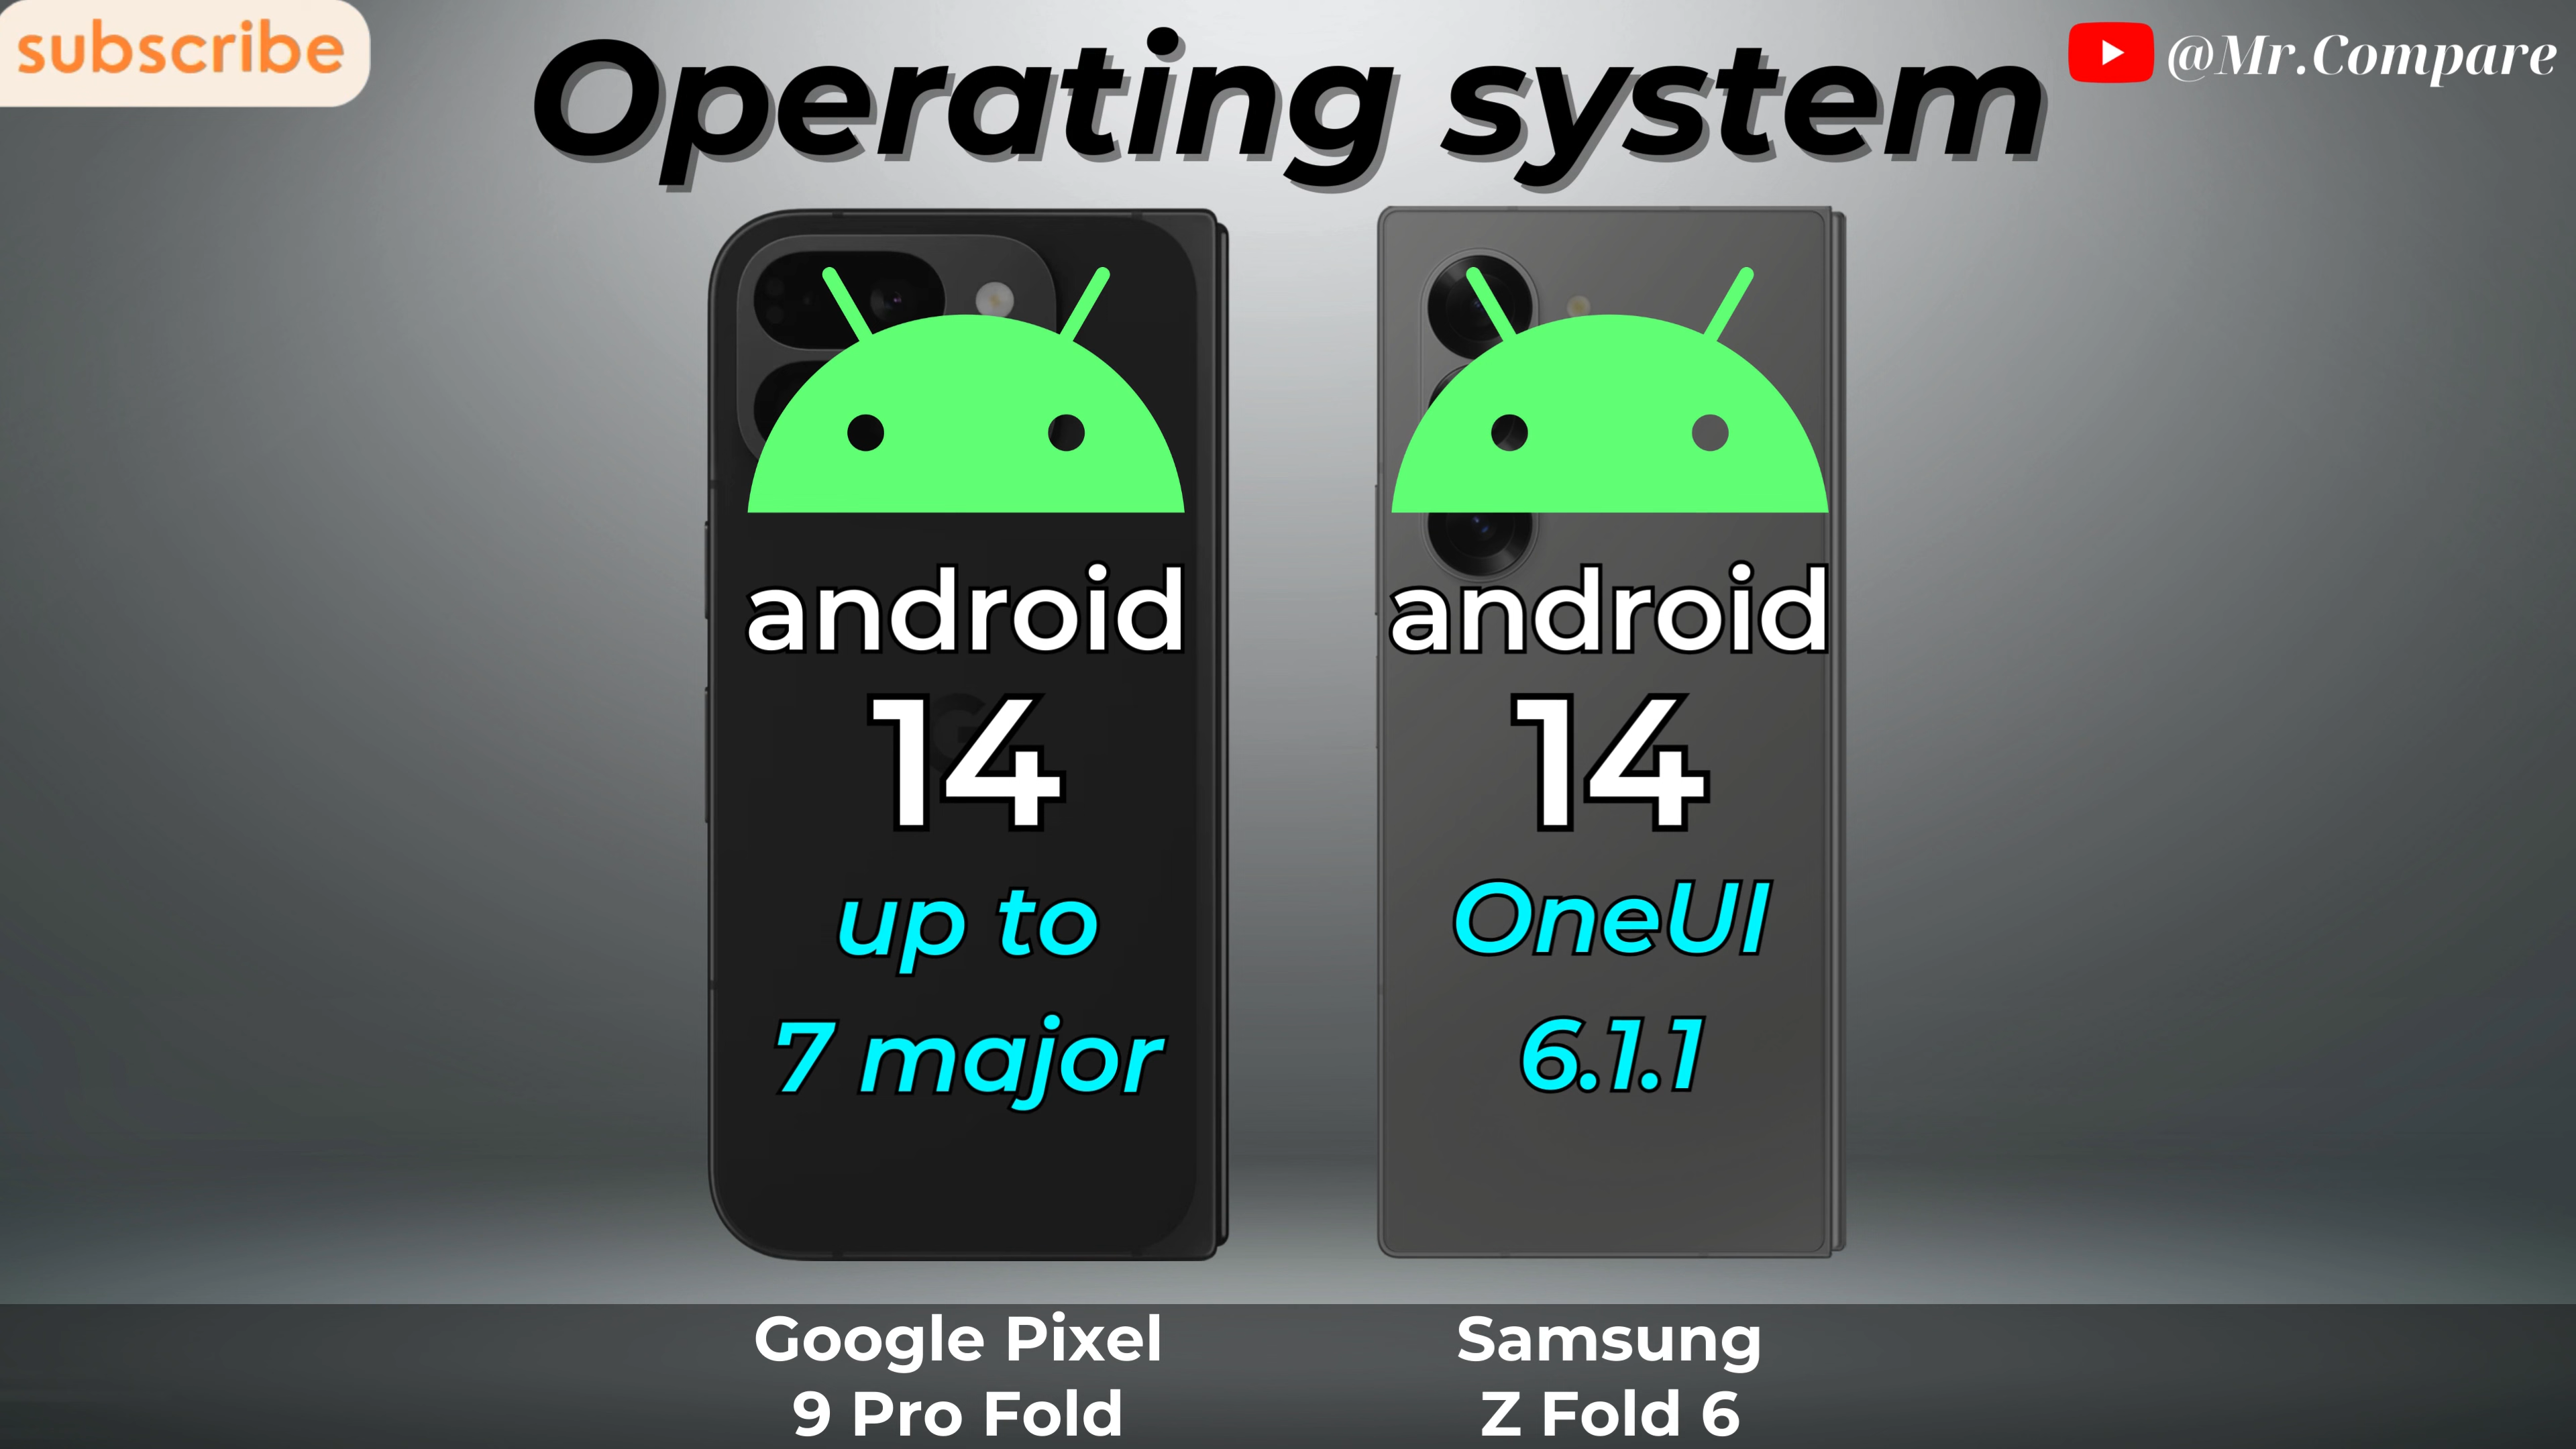 subscribe
Operating system
@Mr.Compare
android
14
up to
7 major
android
14
OneUI
6.1.1
Google Pixel
9 Pro Fold
Samsung
Z Fold 6